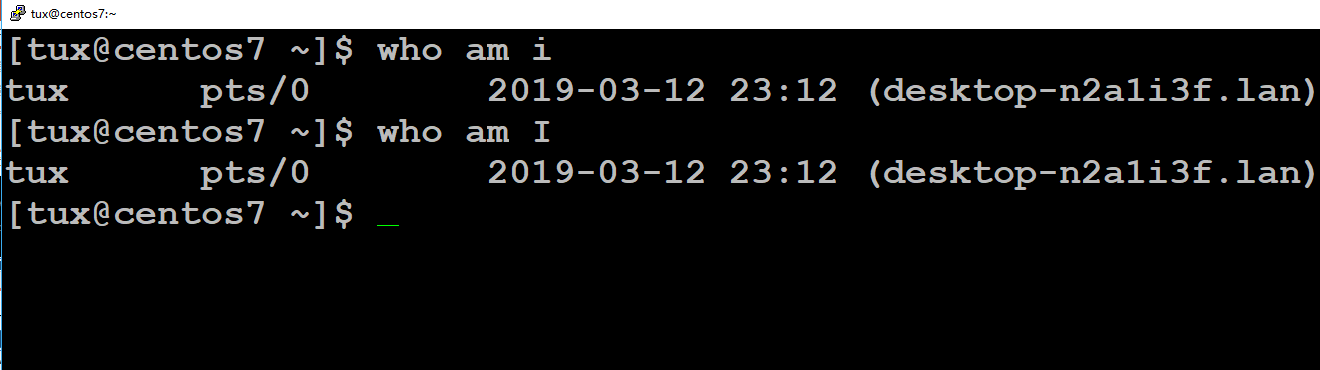 tux@centos7:~
[tux@centos7 ~]$ who am i
tux      pts/0        2019-03-12 23:12 (desktop-n2a1i3f.lan)
[tux@centos7 ~]$ who am I
tux      pts/0        2019-03-12 23:12 (desktop-n2a1i3f.lan)
[tux@centos7 ~]$ _